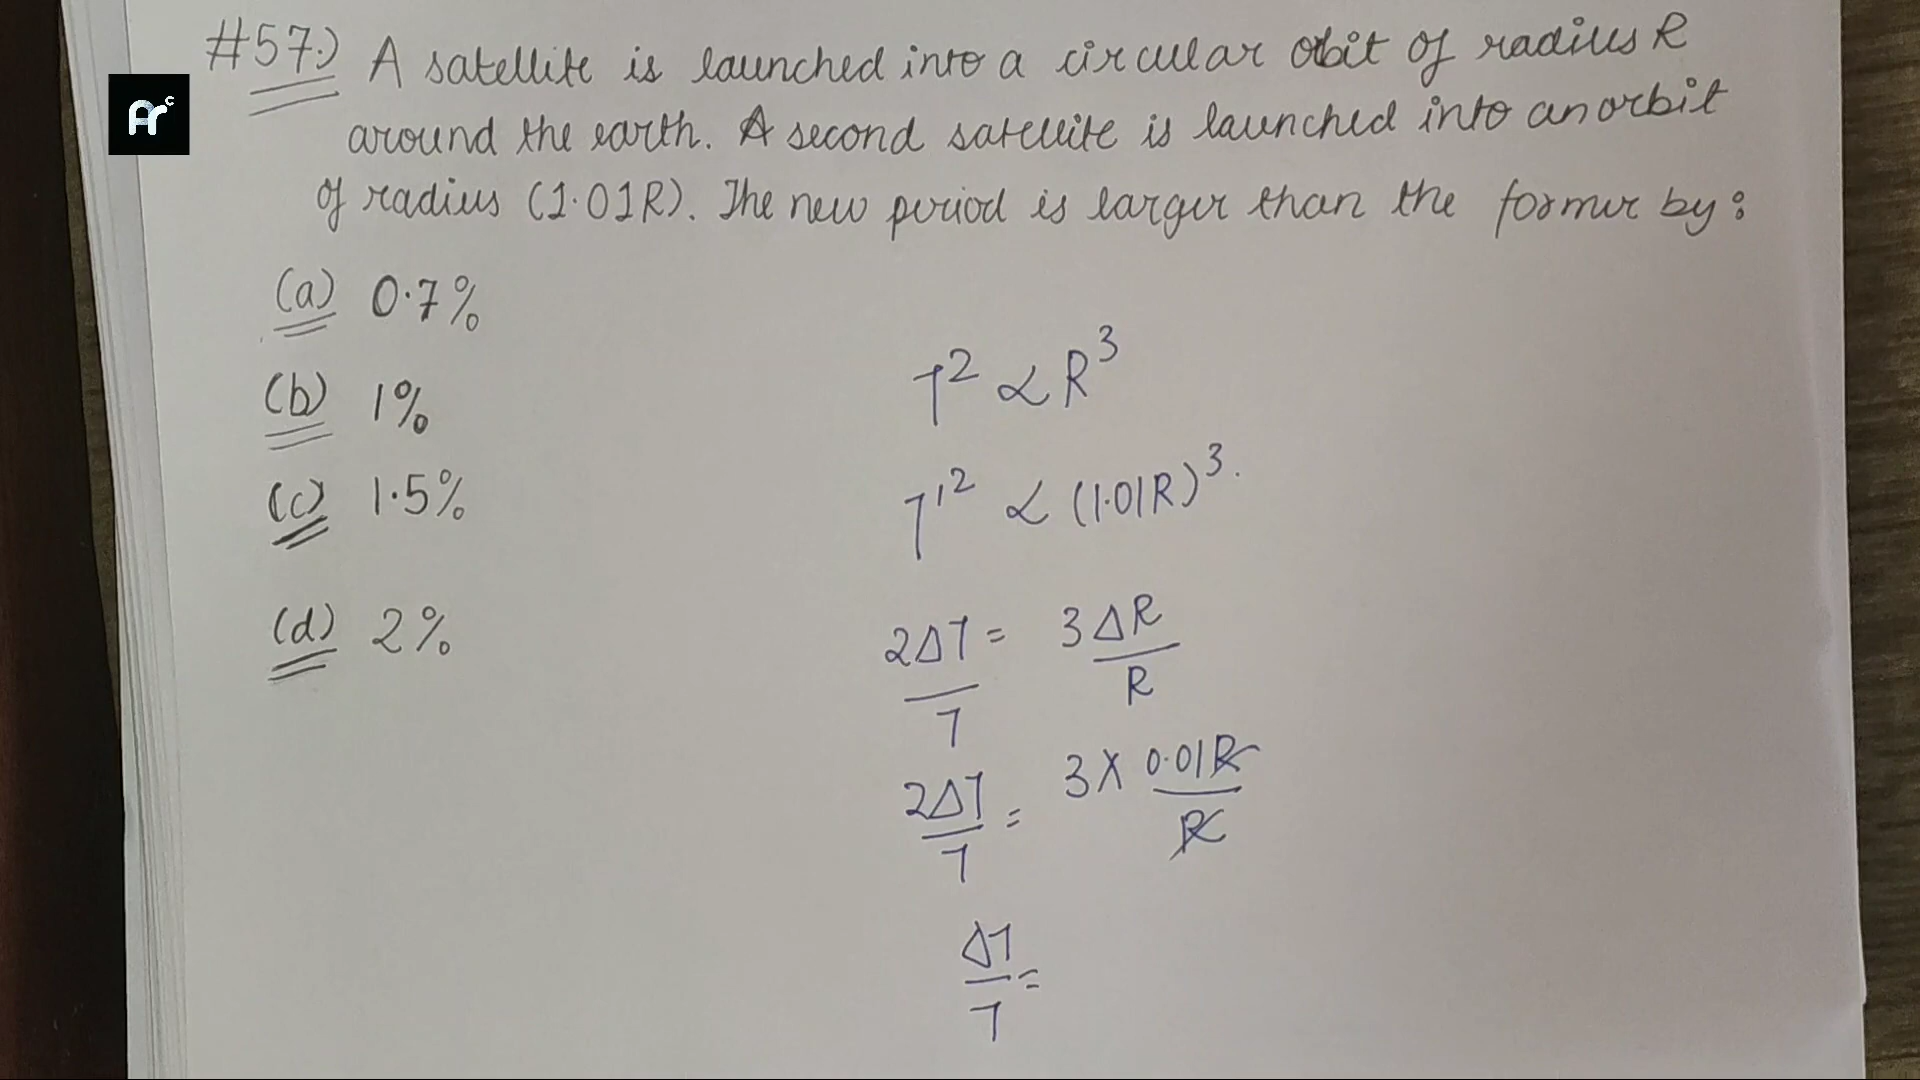 #57.) A satellite is launched into a circular orbit of radius R
Arc
around the earth. A second satellite is launched into an orbit
of radius (1.01R). The new period is larger than the former by:
(a) 0.7%
(b) 1%
(c) 1.5%
(d) 2%
T² ∝ R³
T'² ∝ (1.01R)³.
2ΔT/T = 3ΔR/R
2ΔT/T = 3 X 0.01R/R
ΔT/T =